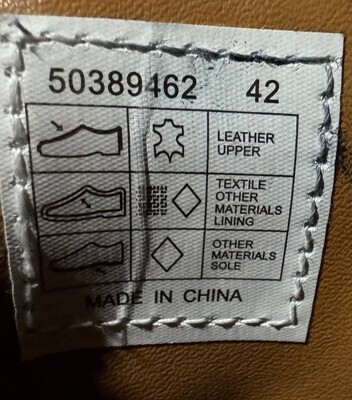 50389462 42
LEATHER
UPPER
TEXTILE
OTHER
MATERIALS
LINING
OTHER
MATERIALS
SOLE
MADE IN CHINA